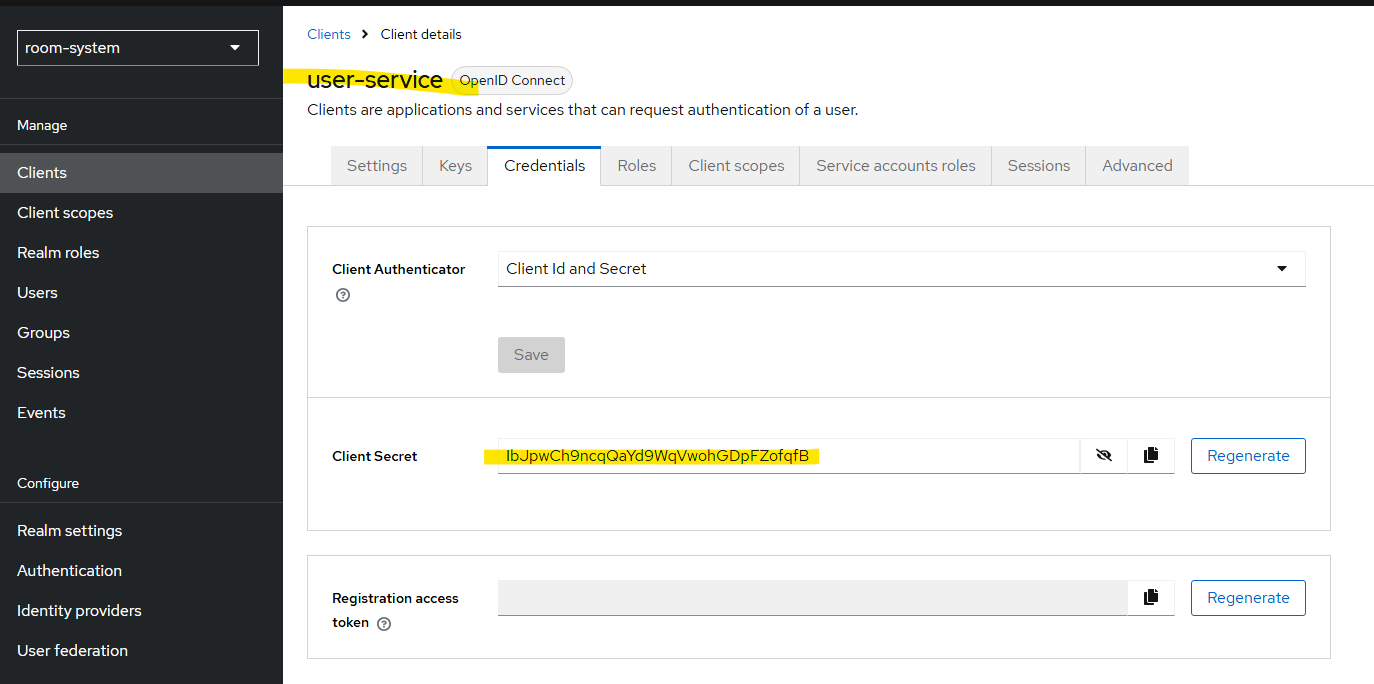 room-system
Manage
Clients
Client scopes
Realm roles
Users
Groups
Sessions
Events
Configure
Realm settings
Authentication
Identity providers
User federation
Clients > Client details
user-service OpenID Connect
Clients are applications and services that can request authentication of a user.
Settings Keys Credentials Roles Client scopes Service accounts roles Sessions Advanced
Client Authenticator Client Id and Secret
Save
Client Secret IbJpwCh9ncqQaYd9WqVwohGDpFZofqfB Regenerate
Registration access Regenerate
token